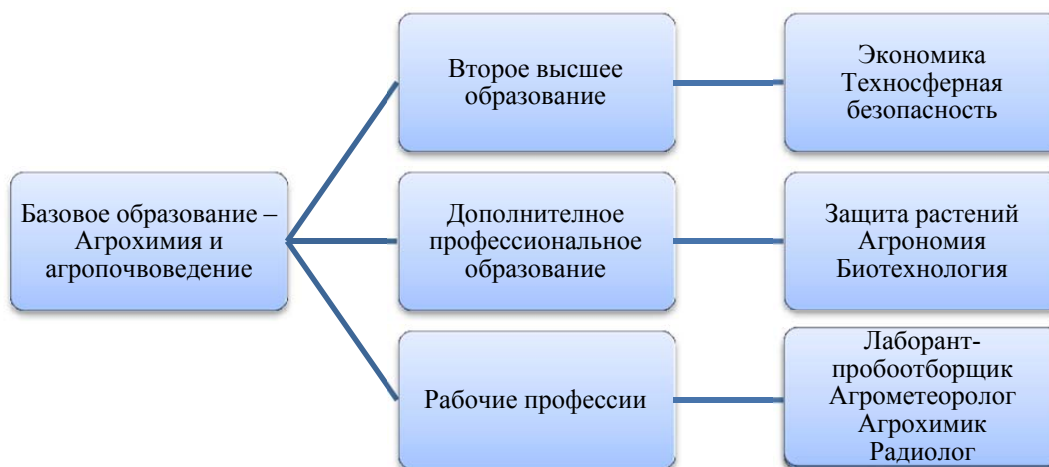 Базовое образование –
Агрохимия и
агропочвоведение
Второе высшее
образование
Экономика
Техносферная
безопасность
Дополнителное
профессиональное
образование
Защита растений
Агрономия
Биотехнология
Рабочие профессии
Лаборант-
пробоотборщик
Агрометеоролог
Агрохимик
Радиолог